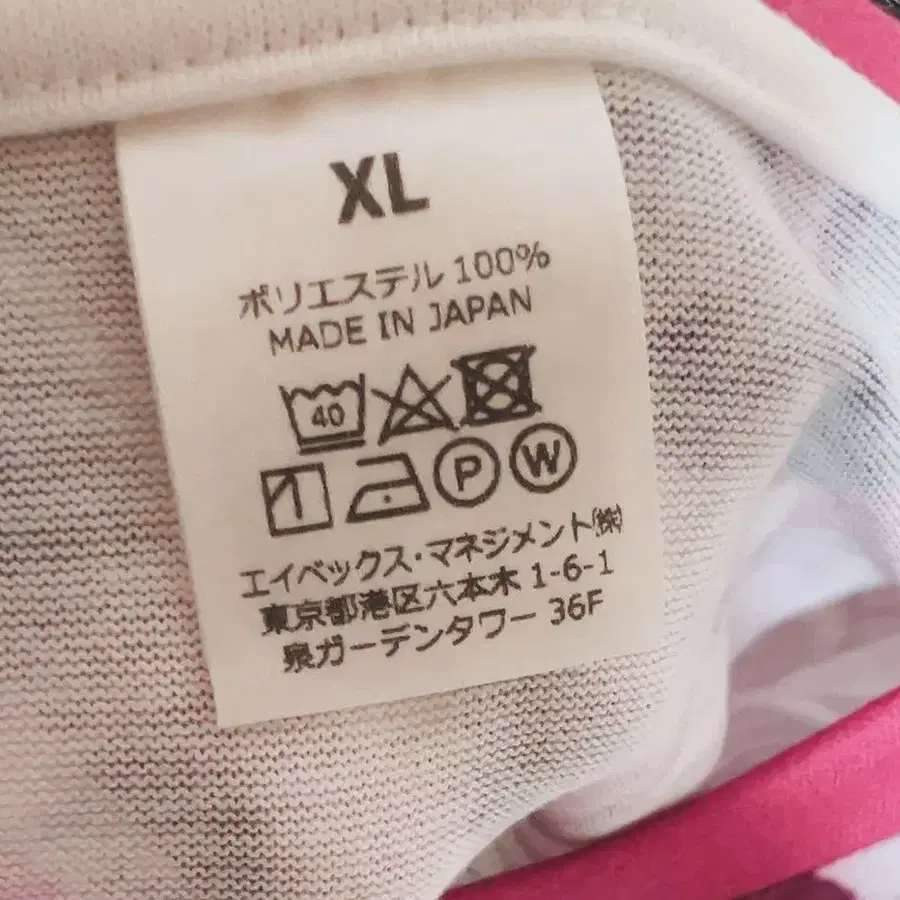 XL
ポリエステル 100%
MADE IN JAPAN
40
P W
エイベックス・マネジメント(株)
東京都港区六本木 1-6-1
泉ガーデンタワー 36F